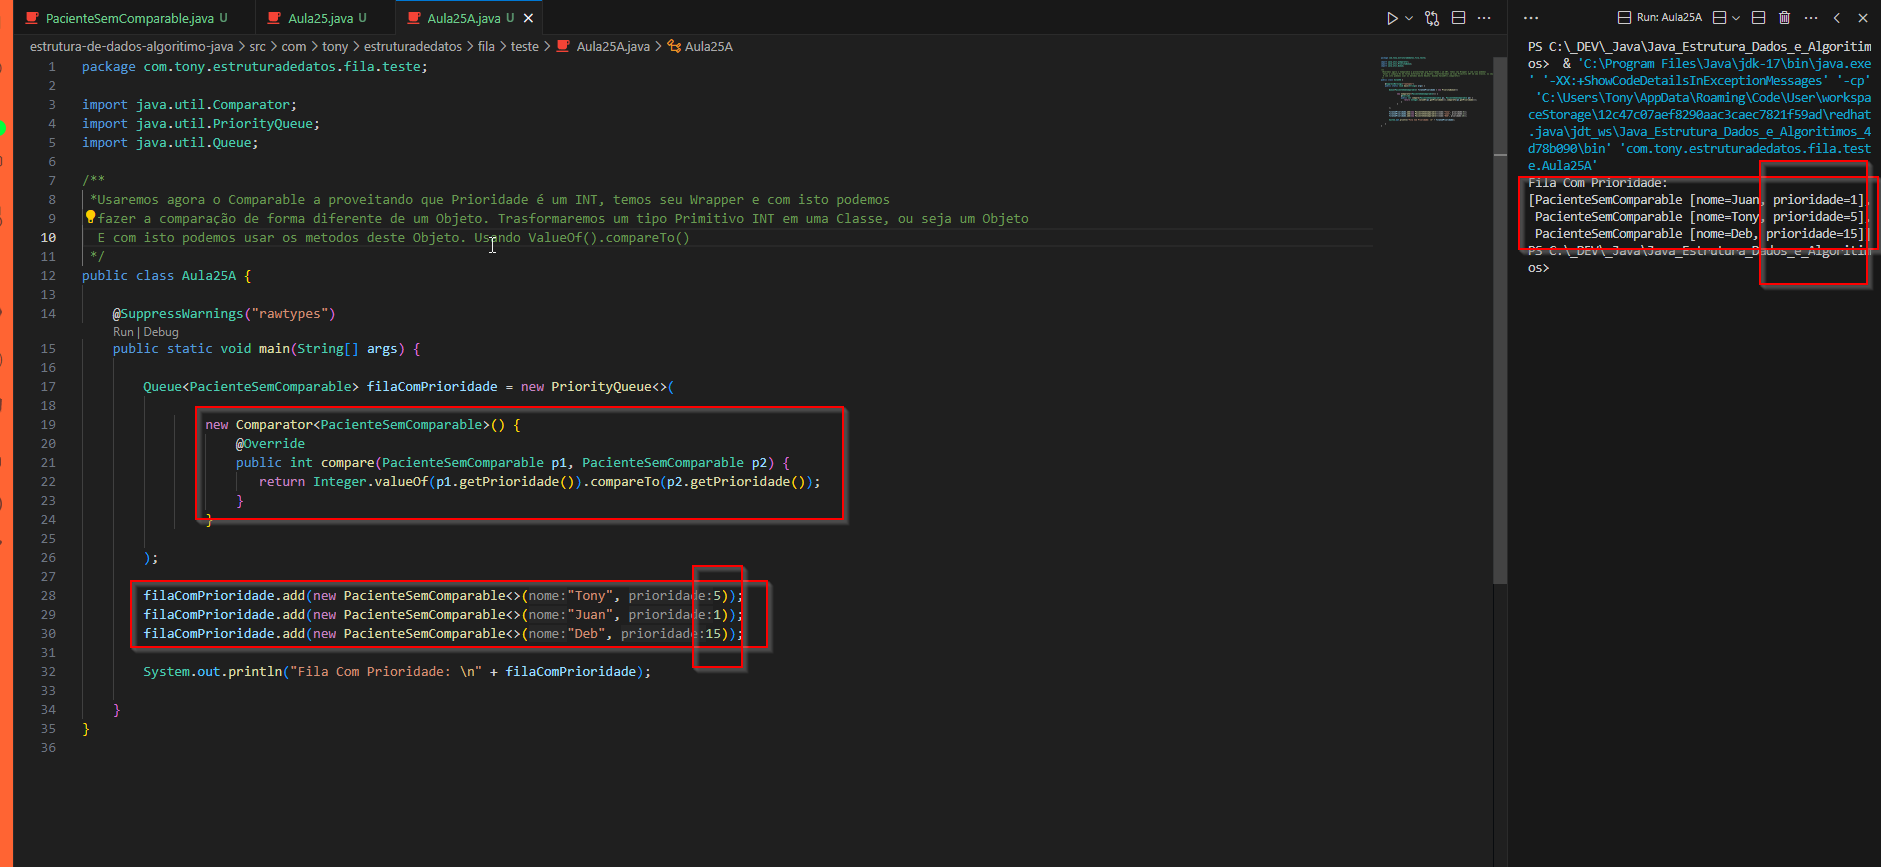 PacienteSemComparable.java U
Aula25.java U
Aula25A.java U
estrutura-de-dados-algoritimo-java > src > com > tony > estruturadedatos > fila > teste > Aula25A.java > Aula25A
1 package com.tony.estruturadedatos.fila.teste;
2
3 import java.util.Comparator;
4 import java.util.PriorityQueue;
5 import java.util.Queue;
6
7 /**
8 *Usaremos agora o Comparable a proveitando que Prioridade é um INT, temos seu Wrapper e com isto podemos
9 fazer a comparação de forma diferente de um Objeto. Trasformaremos um tipo Primitivo INT em uma Classe, ou seja um Objeto
10 E com isto podemos usar os metodos deste Objeto. Usando ValueOf().compareTo()
11 */
12 public class Aula25A {
13
14 @SuppressWarnings("rawtypes")
Run | Debug
15 public static void main(String[] args) {
16
17 Queue<PacienteSemComparable> filaComPrioridade = new PriorityQueue<>(
18
19 new Comparator<PacienteSemComparable>() {
20 @Override
21 public int compare(PacienteSemComparable p1, PacienteSemComparable p2) {
22 return Integer.valueOf(p1.getPrioridade()).compareTo(p2.getPrioridade());
23 }
24 }
25
26 );
27
28 filaComPrioridade.add(new PacienteSemComparable<>(nome:"Tony", prioridade:5));
29 filaComPrioridade.add(new PacienteSemComparable<>(nome:"Juan", prioridade:1));
30 filaComPrioridade.add(new PacienteSemComparable<>(nome:"Deb", prioridade:15));
31
32 System.out.println("Fila Com Prioridade: \n" + filaComPrioridade);
33
34 }
35 }
36
Run: Aula25A
PS C:\_DEV\_Java\Java_Estrutura_Dados_e_Algoritim
os> & 'C:\Program Files\Java\jdk-17\bin\java.exe
' '-XX:+ShowCodeDetailsInExceptionMessages' '-cp'
'C:\Users\Tony\AppData\Roaming\Code\User\workspa
ceStorage\12c47c07aef8290aac3caec7821f59ad\redhat
.java\jdt_ws\Java_Estrutura_Dados_e_Algoritimos_4
d78b090\bin' 'com.tony.estruturadedatos.fila.test
e.Aula25A'
Fila Com Prioridade:
[PacienteSemComparable [nome=Juan, prioridade=1],
PacienteSemComparable [nome=Tony, prioridade=5],
PacienteSemComparable [nome=Deb, prioridade=15]]
PS C:\_DEV\_Java\Java_Estrutura_Dados_e_Algoritim
os>